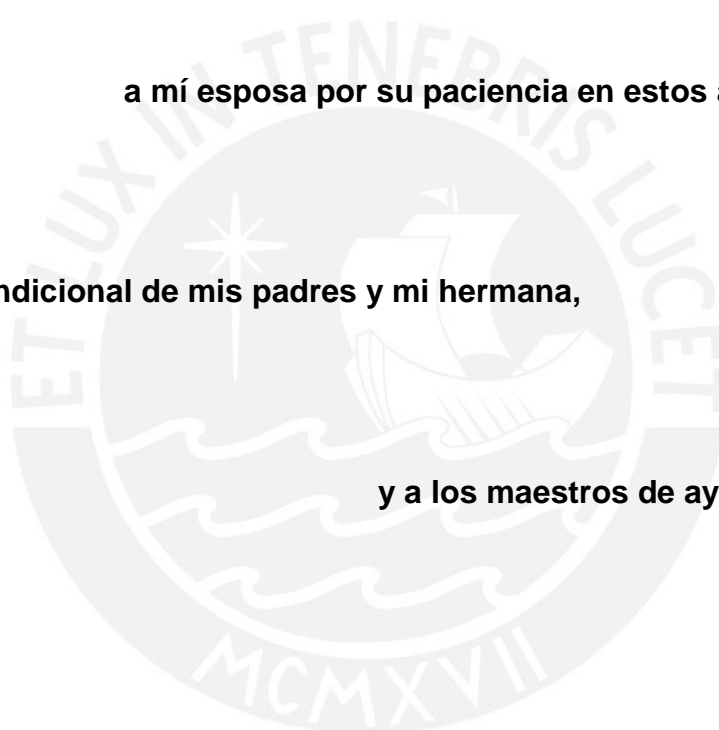 ET LUX IN TENEBRIS LUCET
a mí esposa por su paciencia en estos a
ndicional de mis padres y mi hermana,
y a los maestros de ay
MCMXVII